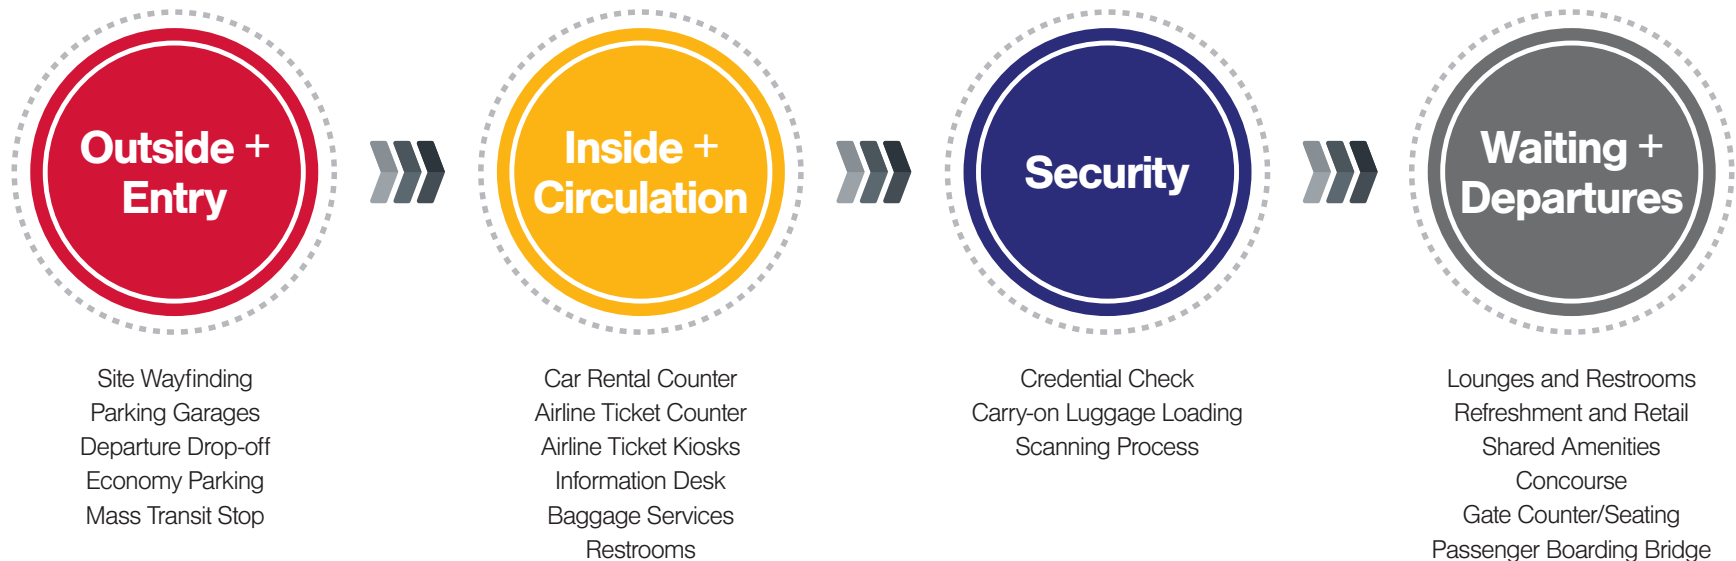 Outside +
Entry
Site Wayfinding
Parking Garages
Departure Drop-off
Economy Parking
Mass Transit Stop
Inside +
Circulation
Car Rental Counter
Airline Ticket Counter
Airline Ticket Kiosks
Information Desk
Baggage Services
Restrooms
Security
Credential Check
Carry-on Luggage Loading
Scanning Process
Waiting +
Departures
Lounges and Restrooms
Refreshment and Retail
Shared Amenities
Concourse
Gate Counter/Seating
Passenger Boarding Bridge